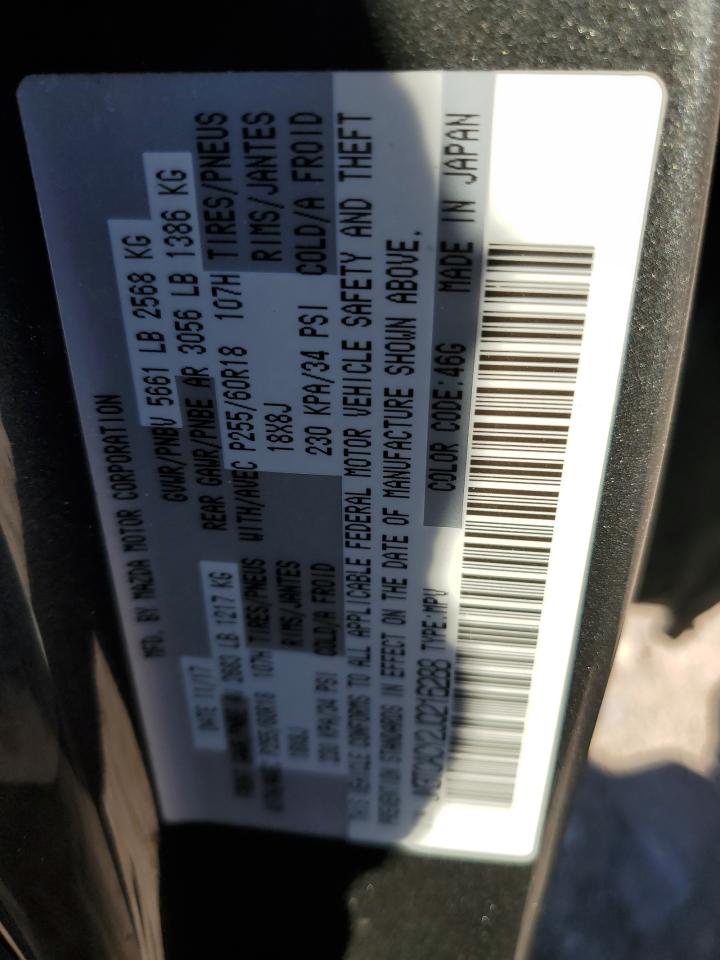 MFD. BY MAZDA MOTOR CORPORATION
DATE 11/17 GVWR/PNBV 5661 LB 2568 KG
2683 LB 1217 KG REAR GAWR/PNBE AR 3056 LB 1386 KG
P255/60R18 107H TIRES/PNEUS WITH/AVEC P255/60R18 107H TIRES/PNEUS
18X8J RIMS/JANTES 18X8J RIMS/JANTES
230 KPA/34 PSI COLD/A FROID 230 KPA/34 PSI COLD/A FROID
THIS VEHICLE CONFORMS TO ALL APPLICABLE FEDERAL MOTOR VEHICLE SAFETY AND THEFT
PREVENTION STANDARDS IN EFFECT ON THE DATE OF MANUFACTURE SHOWN ABOVE.
TYPE:MPV COLOR CODE:46G MADE IN JAPAN